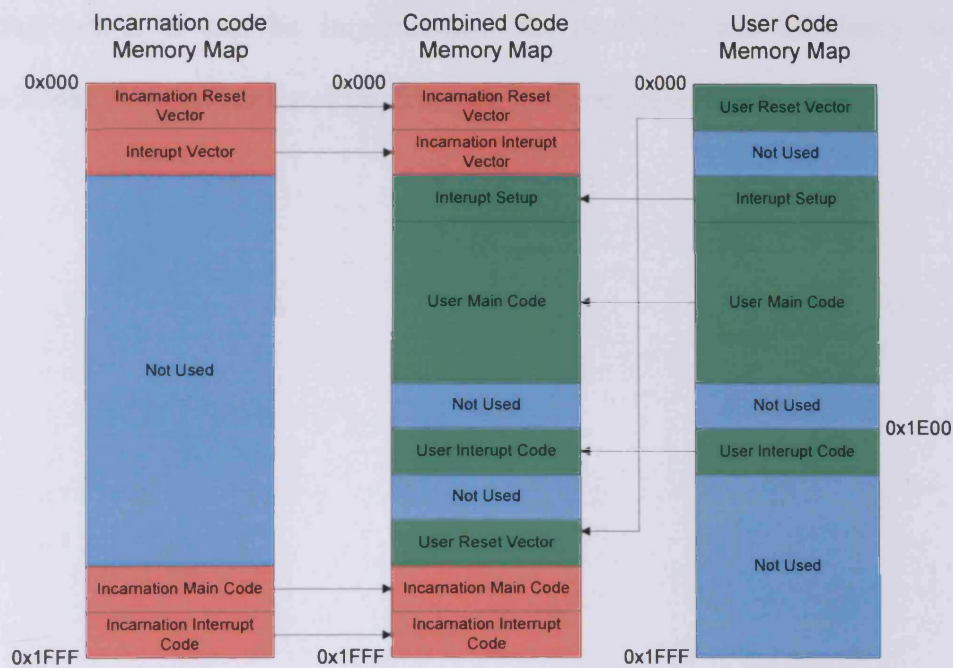 Incarnation code
Memory Map
0x000
Incarnation Reset
Vector
Interupt Vector
Not Used
Incarnation Main Code
Incarnation Interrupt
Code
0x1FFF
Combined Code
Memory Map
0x000
Incarnation Reset
Vector
Incarnation Interupt
Vector
Interupt Setup
User Main Code
Not Used
User Interupt Code
Not Used
User Reset Vector
Incarnation Main Code
Incarnation Interrupt
Code
0x1FFF
User Code
Memory Map
0x000
User Reset Vector
Not Used
Interupt Setup
User Main Code
Not Used
0x1E00
User Interupt Code
Not Used
0x1FFF